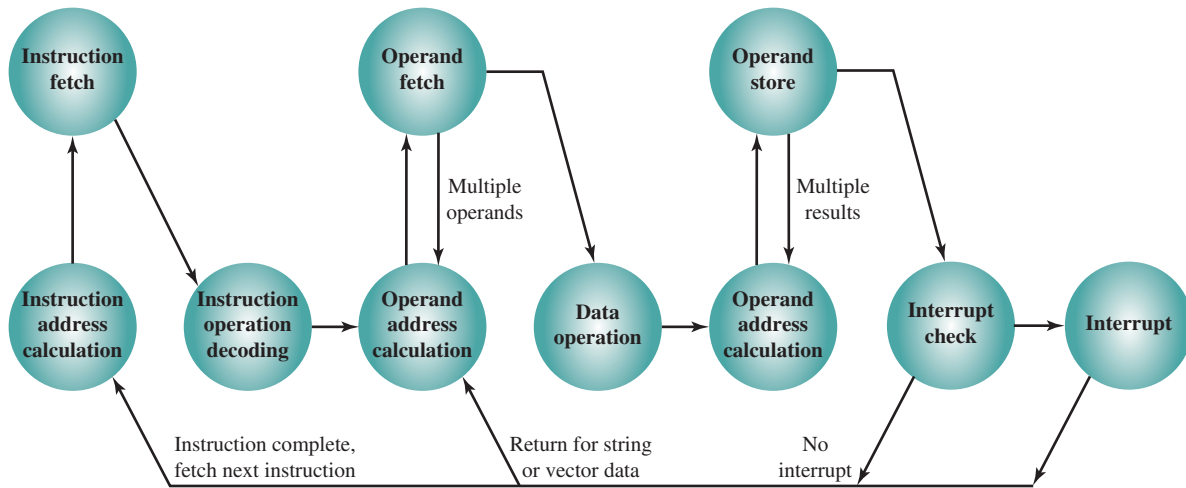 Instruction
fetch
Operand
fetch
Operand
store
Multiple
operands
Multiple
results
Instruction
address
calculation
Instruction
operation
decoding
Operand
address
calculation
Data
operation
Operand
address
calculation
Interrupt
check
Interrupt
Instruction complete,
fetch next instruction
Return for string
or vector data
No
interrupt